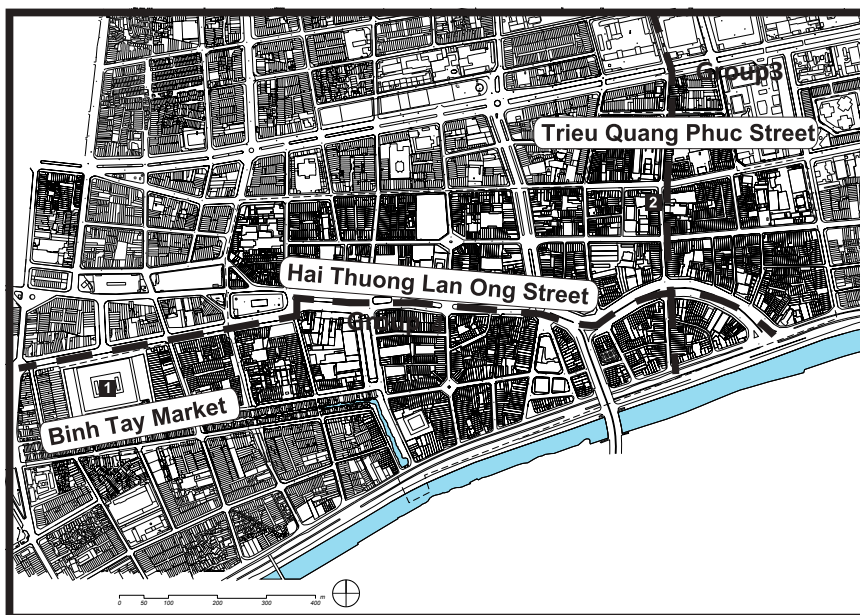 Group3
Trieu Quang Phuc Street
2
Hai Thuong Lan Ong Street
1
Binh Tay Market
0 50 100 200 300 400 m